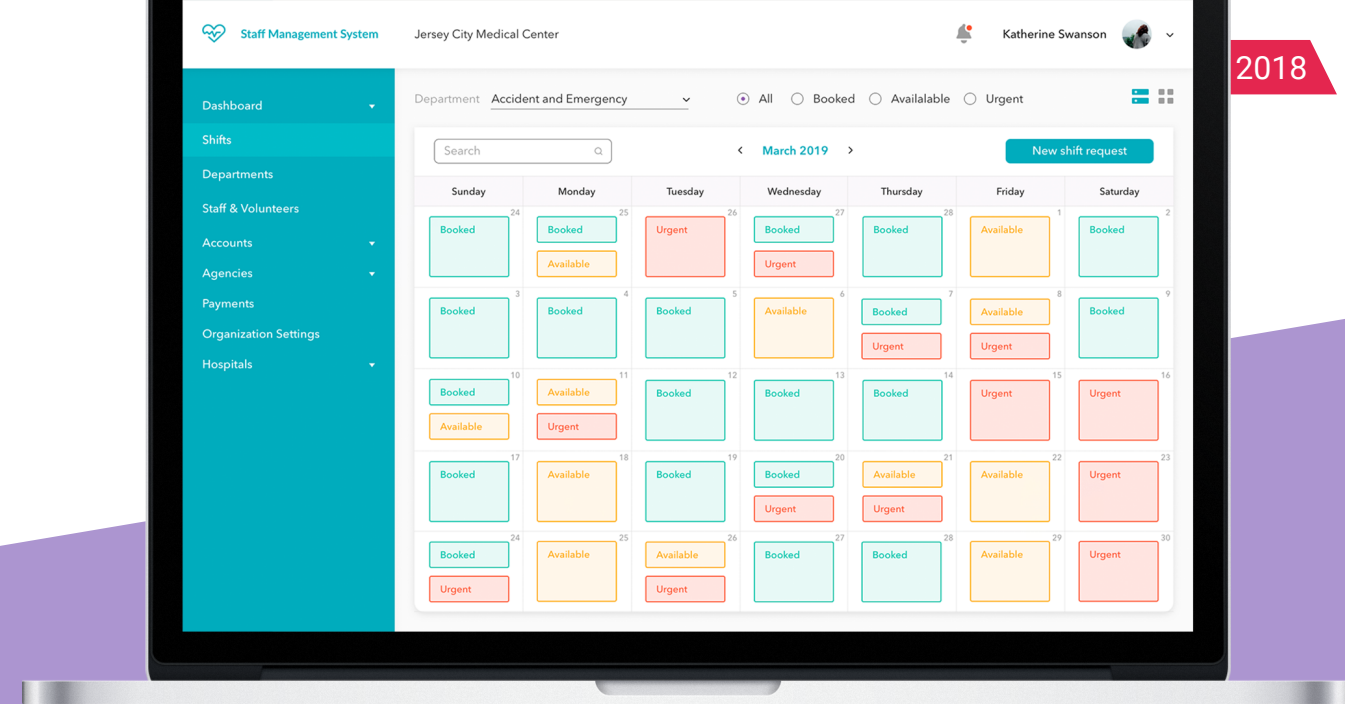 Staff Management System
Jersey City Medical Center
Katherine Swanson
2018
Dashboard
Shifts
Departments
Staff & Volunteers
Accounts
Agencies
Payments
Organization Settings
Hospitals
Department Accident and Emergency
All Booked Availalable Urgent
Search
March 2019
New shift request
Sunday Monday Tuesday Wednesday Thursday Friday Saturday
24 25 26 27 28 1 2
Booked Booked Urgent Booked Booked Available Booked
Available Urgent
3 4 5 6 7 8 9
Booked Booked Booked Available Booked Available Booked
Urgent Urgent
10 11 12 13 14 15 16
Booked Available Booked Booked Booked Urgent Urgent
Available Urgent
17 18 19 20 21 22 23
Booked Available Booked Booked Available Available Urgent
Urgent Urgent
24 25 26 27 28 29 30
Booked Available Available Booked Booked Available Urgent
Urgent Urgent